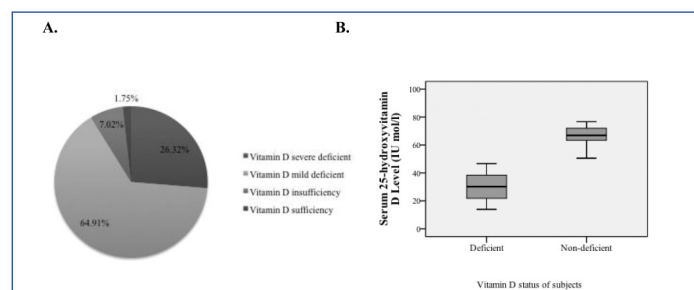 A.
B.
1.75%
7.02%
26.32%
64.91%
Vitamin D severe deficient
Vitamin D mild deficient
Vitamin D insufficiency
Vitamin D sufficiency
Serum 25-hydroxyvitamin
D Level (IU mol/l)
100
80
60
40
20
0
Deficient
Non-deficient
Vitamin D status of subjects